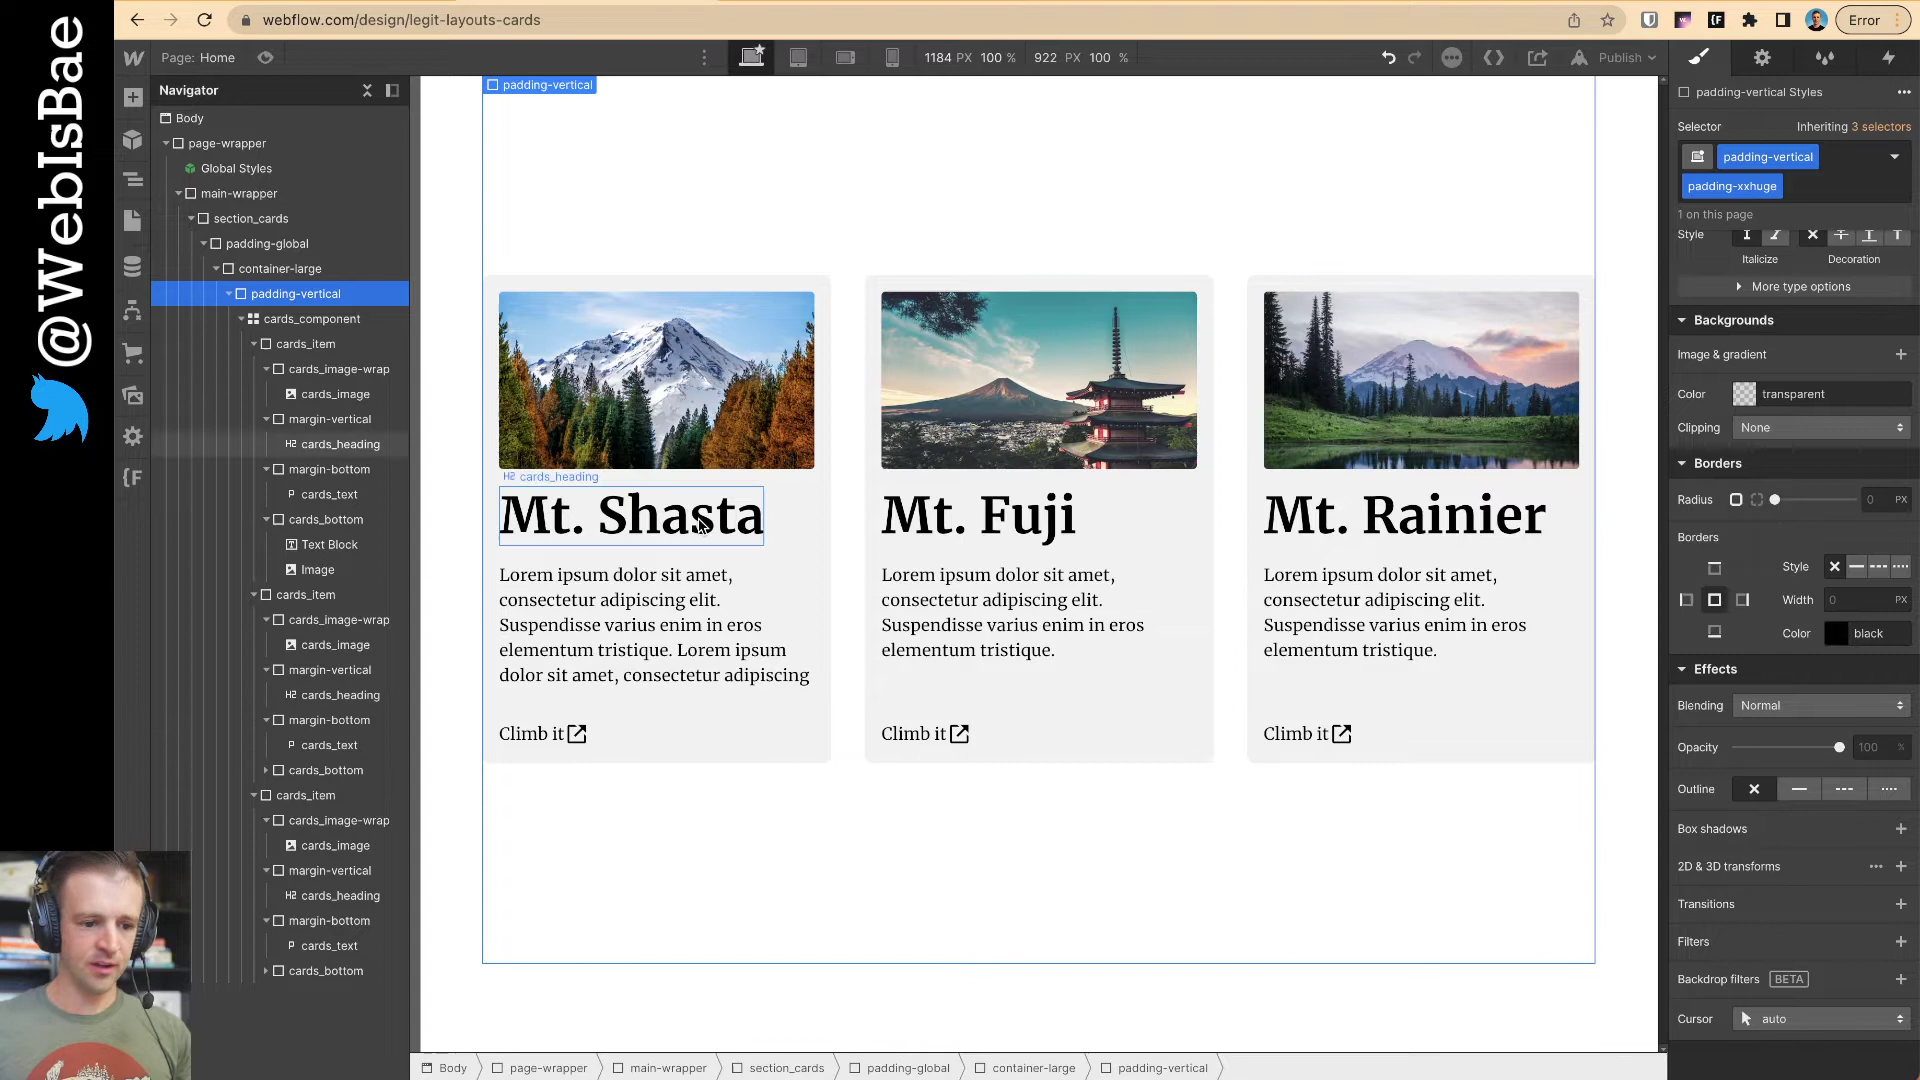 @WebIsBae
webflow.com/design/legit-layouts-cards
Error
Page: Home
1184 PX 100 %
922 PX 100 %
Publish
Navigator
Body
page-wrapper
Global Styles
main-wrapper
section_cards
padding-global
container-large
padding-vertical
cards_component
cards_item
cards_image-wrap
cards_image
margin-vertical
H2 cards_heading
margin-bottom
P cards_text
cards_bottom
Text Block
Image
cards_item
cards_image-wrap
cards_image
margin-vertical
H2 cards_heading
margin-bottom
P cards_text
cards_bottom
cards_item
cards_image-wrap
cards_image
margin-vertical
H2 cards_heading
margin-bottom
P cards_text
cards_bottom
padding-vertical
H2 cards_heading
Mt. Shasta
Lorem ipsum dolor sit amet,
consectetur adipiscing elit.
Suspendisse varius enim in eros
elementum tristique. Lorem ipsum
dolor sit amet, consectetur adipiscing
Climb it
Mt. Fuji
Lorem ipsum dolor sit amet,
consectetur adipiscing elit.
Suspendisse varius enim in eros
elementum tristique.
Climb it
Mt. Rainier
Lorem ipsum dolor sit amet,
consectetur adipiscing elit.
Suspendisse varius enim in eros
elementum tristique.
Climb it
Body
page-wrapper
main-wrapper
section_cards
padding-global
container-large
padding-vertical
padding-vertical Styles
Selector
Inheriting 3 selectors
padding-vertical
padding-xxhuge
1 on this page
Style
Italicize
Decoration
More type options
Backgrounds
Image & gradient
Color
transparent
Clipping
None
Borders
Radius
0 PX
Borders
Style
Width
0 PX
Color
black
Effects
Blending
Normal
Opacity
100 %
Outline
Box shadows
2D & 3D transforms
Transitions
Filters
Backdrop filters
BETA
Cursor
auto